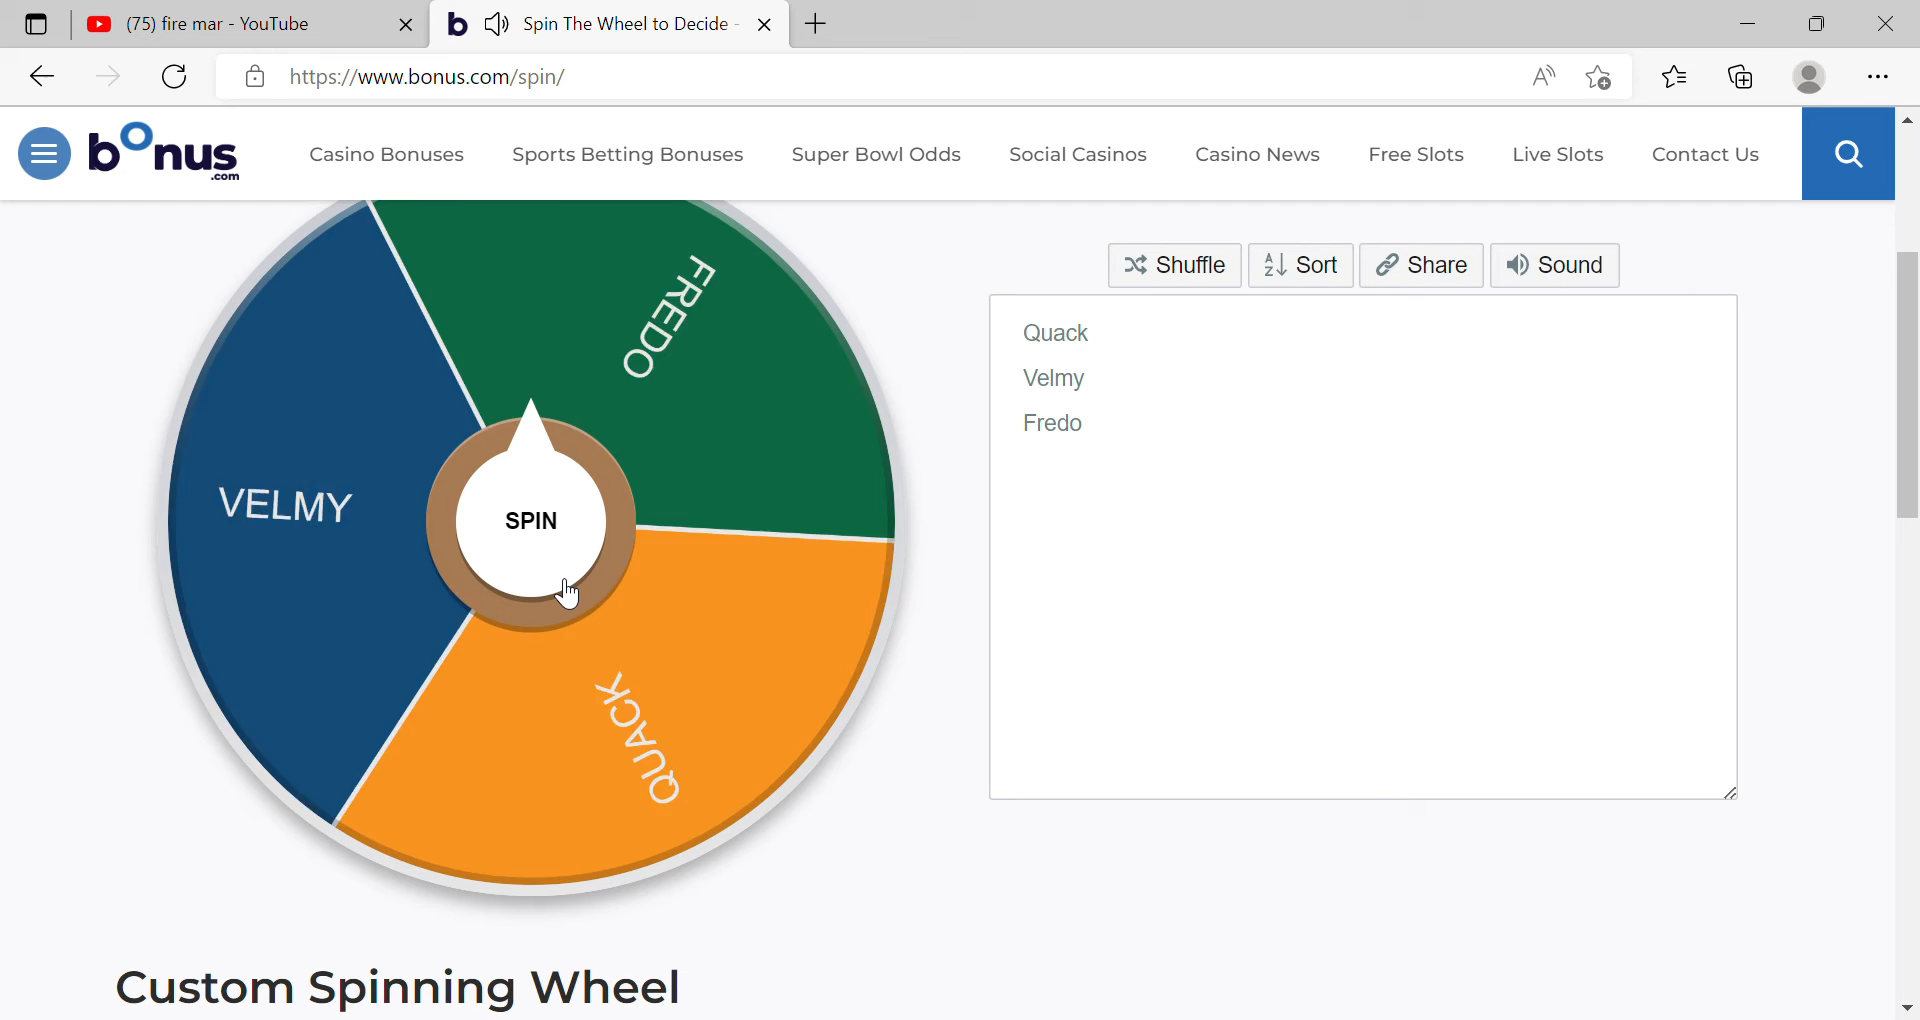 (75) fire mar - YouTube
Spin The Wheel to Decide -
https://www.bonus.com/spin/
bonus.com
Casino Bonuses
Sports Betting Bonuses
Super Bowl Odds
Social Casinos
Casino News
Free Slots
Live Slots
Contact Us
Shuffle
Sort
Share
Sound
FREDO
VELMY
SPIN
QUACK
Quack
Velmy
Fredo
Custom Spinning Wheel